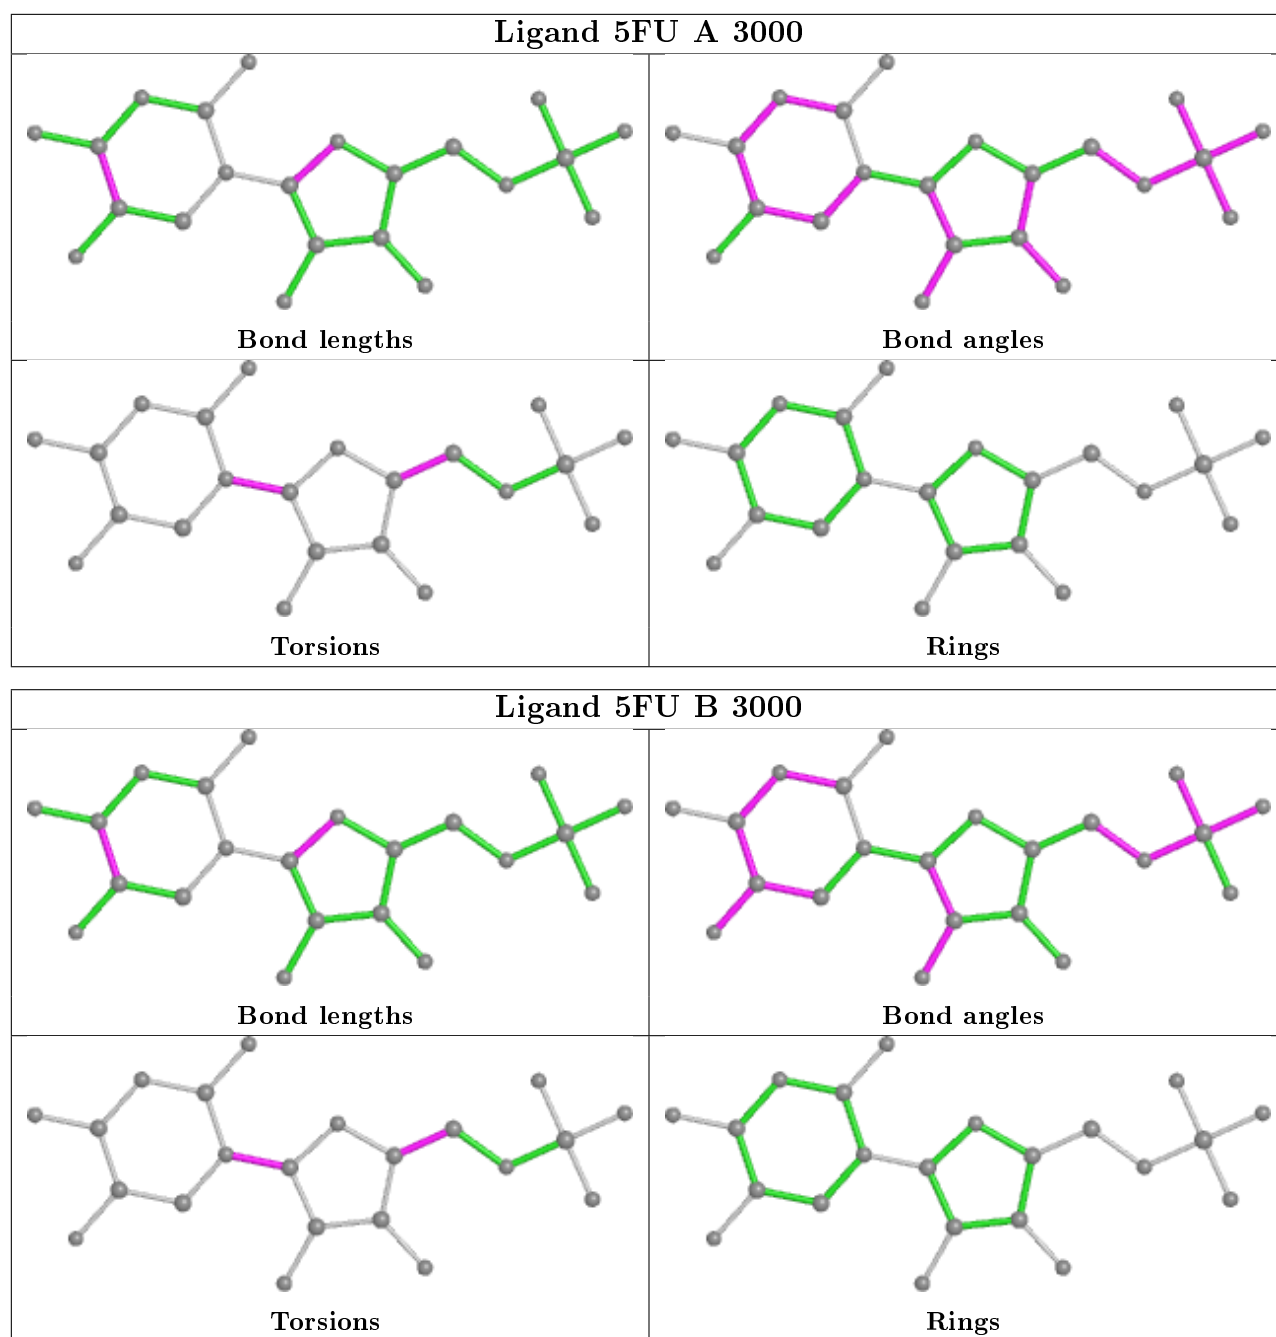 Ligand 5FU A 3000
Bond lengths
Bond angles
Torsions
Rings
Ligand 5FU B 3000
Bond lengths
Bond angles
Torsions
Rings